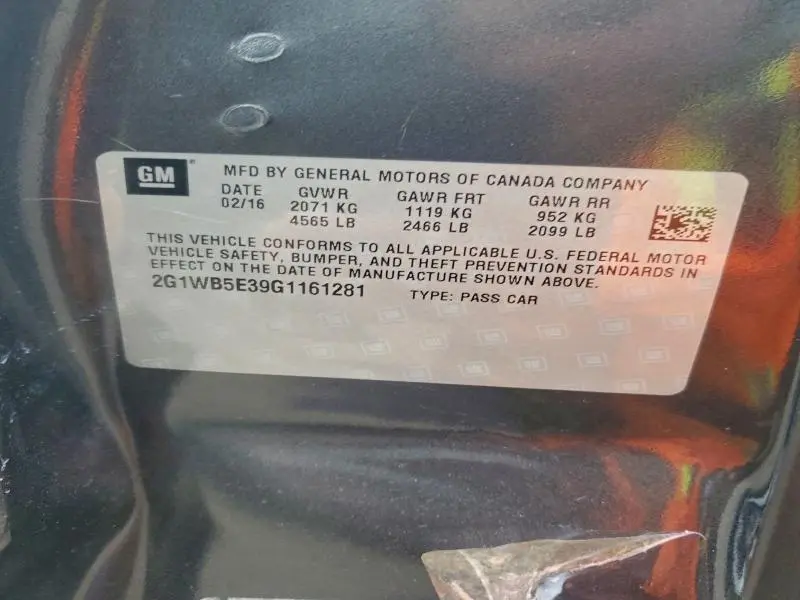 GM® MFD BY GENERAL MOTORS OF CANADA COMPANY
DATE GVWR GAWR FRT GAWR RR
02/16 2071 KG 1119 KG 952 KG
4565 LB 2466 LB 2099 LB
THIS VEHICLE CONFORMS TO ALL APPLICABLE U.S. FEDERAL MOTOR
VEHICLE SAFETY, BUMPER, AND THEFT PREVENTION STANDARDS IN
EFFECT ON THE DATE OF MANUFACTURE SHOWN ABOVE.
2G1WB5E39G1161281 TYPE: PASS CAR